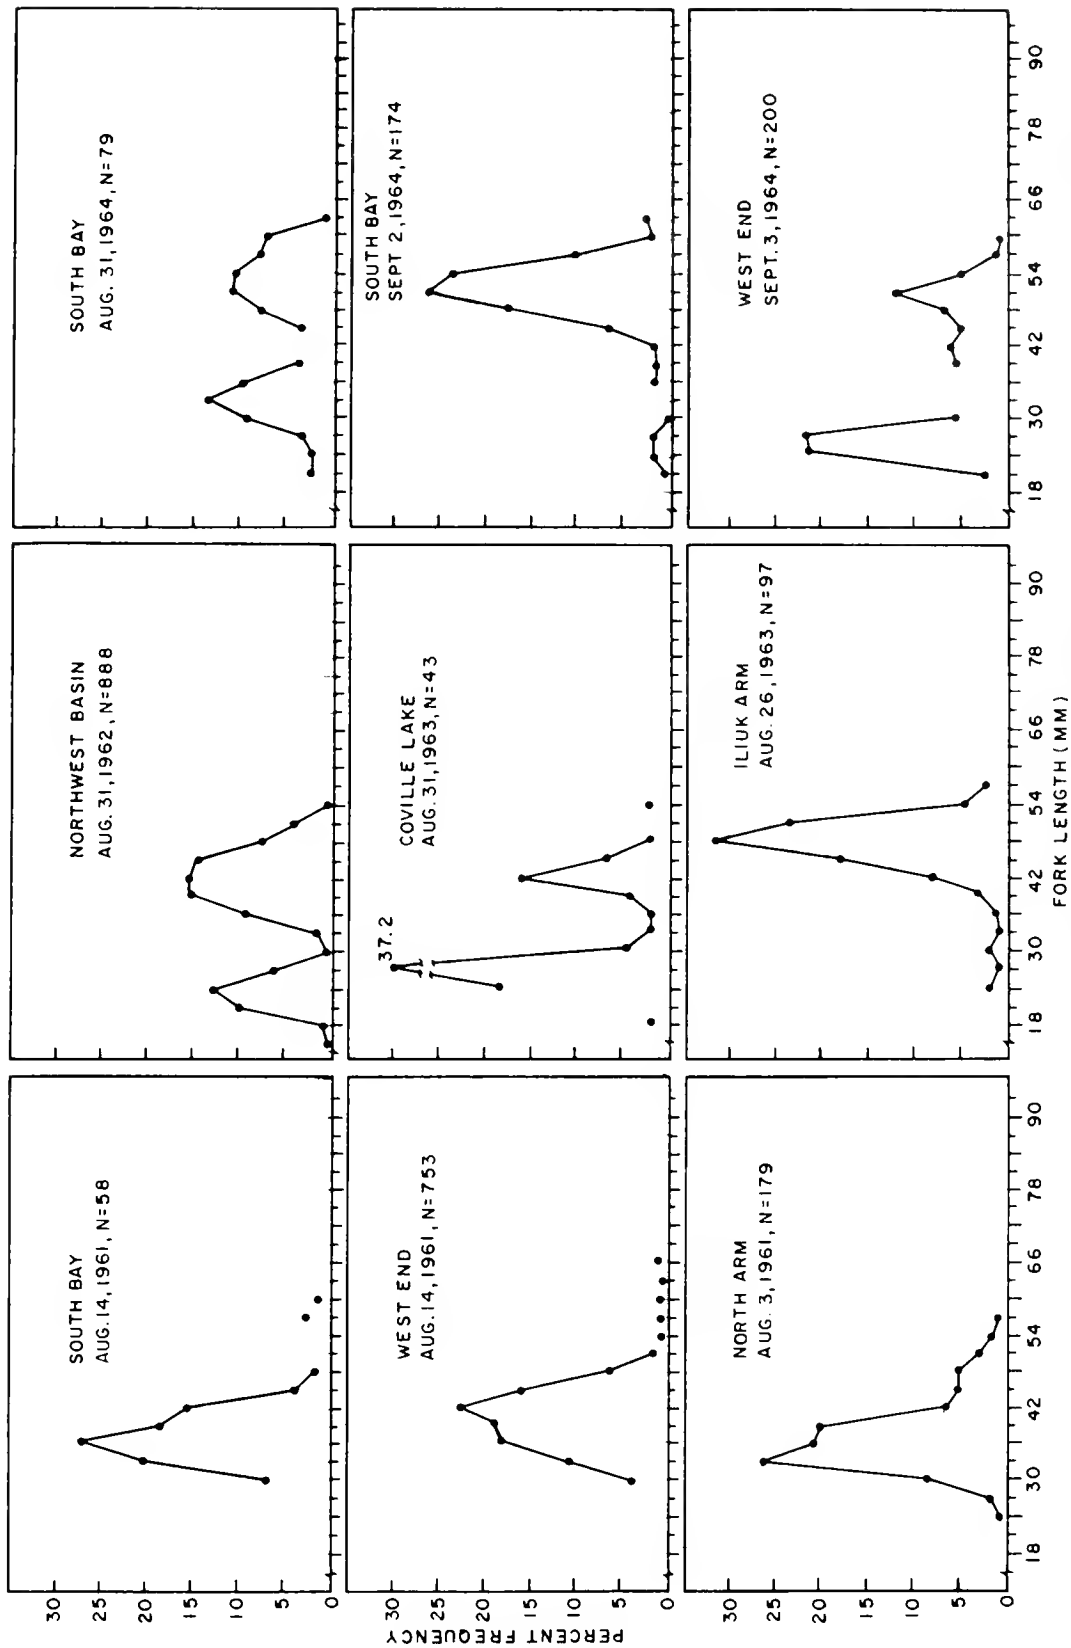 SOUTH BAY
AUG. 14, 1961, N=58
NORTHWEST BASIN
AUG. 31, 1962, N=888
SOUTH BAY
AUG. 31, 1964, N=79
30
25
20
15
10
5
0
PERCENT FREQUENCY
WEST END
AUG. 14, 1961, N=753
COVILLE LAKE
AUG. 31, 1963, N=43
37.2
SOUTH BAY
SEPT 2, 1964, N=174
30
25
20
15
10
5
0
NORTH ARM
AUG. 3, 1961, N=179
ILIUK ARM
AUG. 26, 1963, N=97
WEST END
SEPT. 3, 1964, N=200
30
25
20
15
10
5
0
18 30 42 54 66 78 90
18 30 42 54 66 78 90
18 30 42 54 66 78 90
FORK LENGTH (MM)